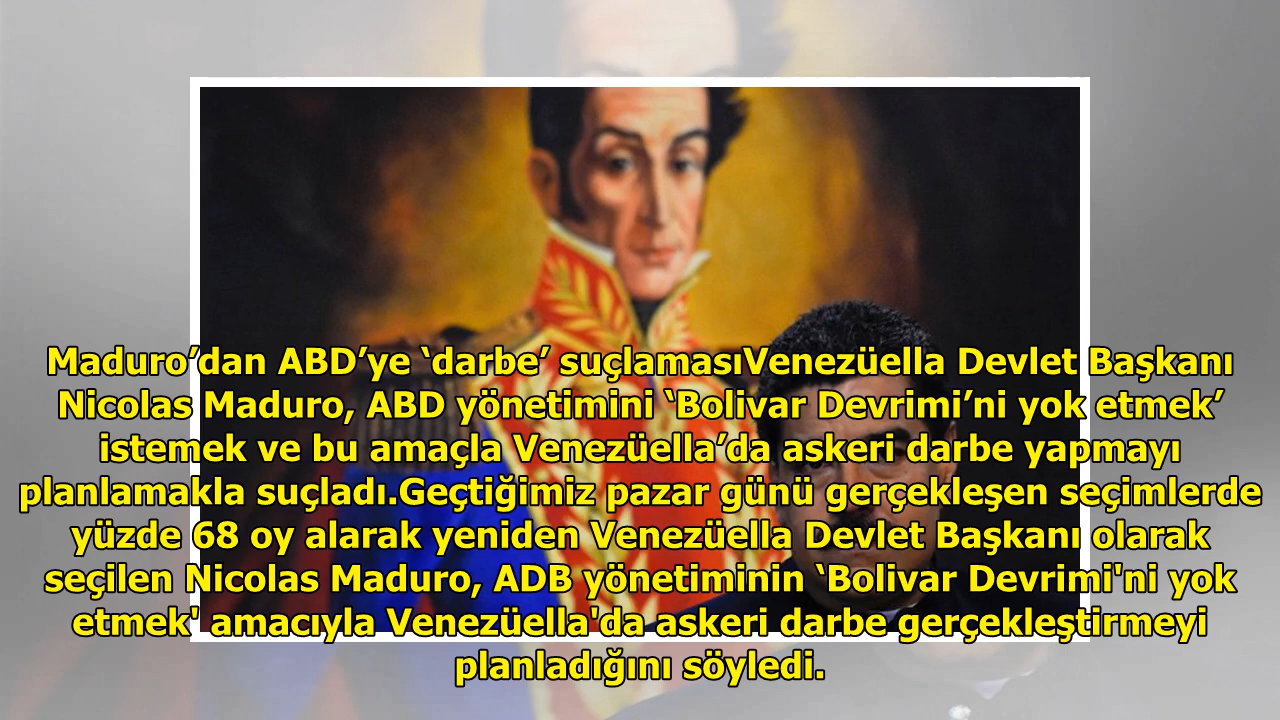 Maduro’dan ABD’ye ‘darbe’ suçlamasıVenezüella Devlet Başkanı
Nicolas Maduro, ABD yönetimini ‘Bolivar Devrimi’ni yok etmek’
istemek ve bu amaçla Venezüella’da askeri darbe yapmayı
planlamakla suçladı.Geçtiğimiz pazar günü gerçekleşen seçimlerde
yüzde 68 oy alarak yeniden Venezüella Devlet Başkanı olarak
seçilen Nicolas Maduro, ADB yönetiminin ‘Bolivar Devrimi'ni yok
etmek' amacıyla Venezüella'da askeri darbe gerçekleştirmeyi
planladığını söyledi.